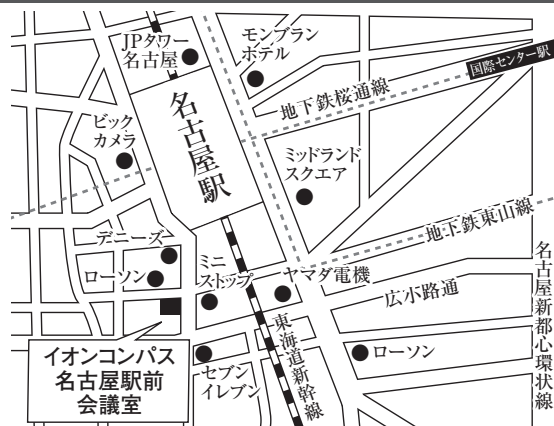 JPタワー
名古屋
モンブラン
ホテル
国際センター駅
地下鉄桜通線
名古屋駅
ビック
カメラ
ミッドランド
スクエア
地下鉄東山線
デニーズ
ローソン
ミニ
ストップ
ヤマダ電機
広小路通
名古屋新都心環状線
東海道新幹線
イオンコンパス
名古屋駅前
会議室
セブン
イレブン
ローソン